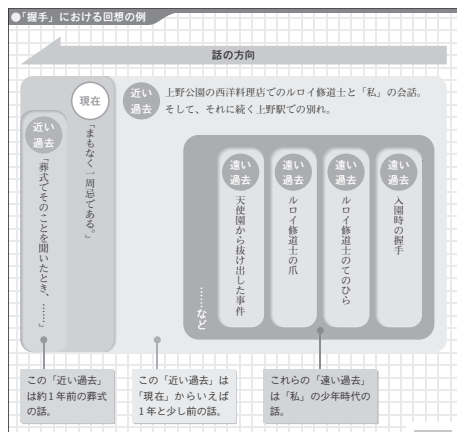 ●「握手」における回想の例
話の方向
近い
過去
上野公園の西洋料理店でのルロイ修道士と「私」の会話。
そして、それに続く上野駅での別れ。
遠い
過去
入園時の握手
遠い
過去
ルロイ修道士のてのひら
遠い
過去
ルロイ修道士の爪
遠い
過去
天使園から抜け出した事件
……など
現在
「まもなく一周忌である。」
近い
過去
「葬式でそのことを聞いたとき、……」
この「近い過去」
は約1年前の葬式
の話。
この「近い過去」は
「現在」からいえば
1年と少し前の話。
これらの「遠い過去」
は「私」の少年時代の
話。